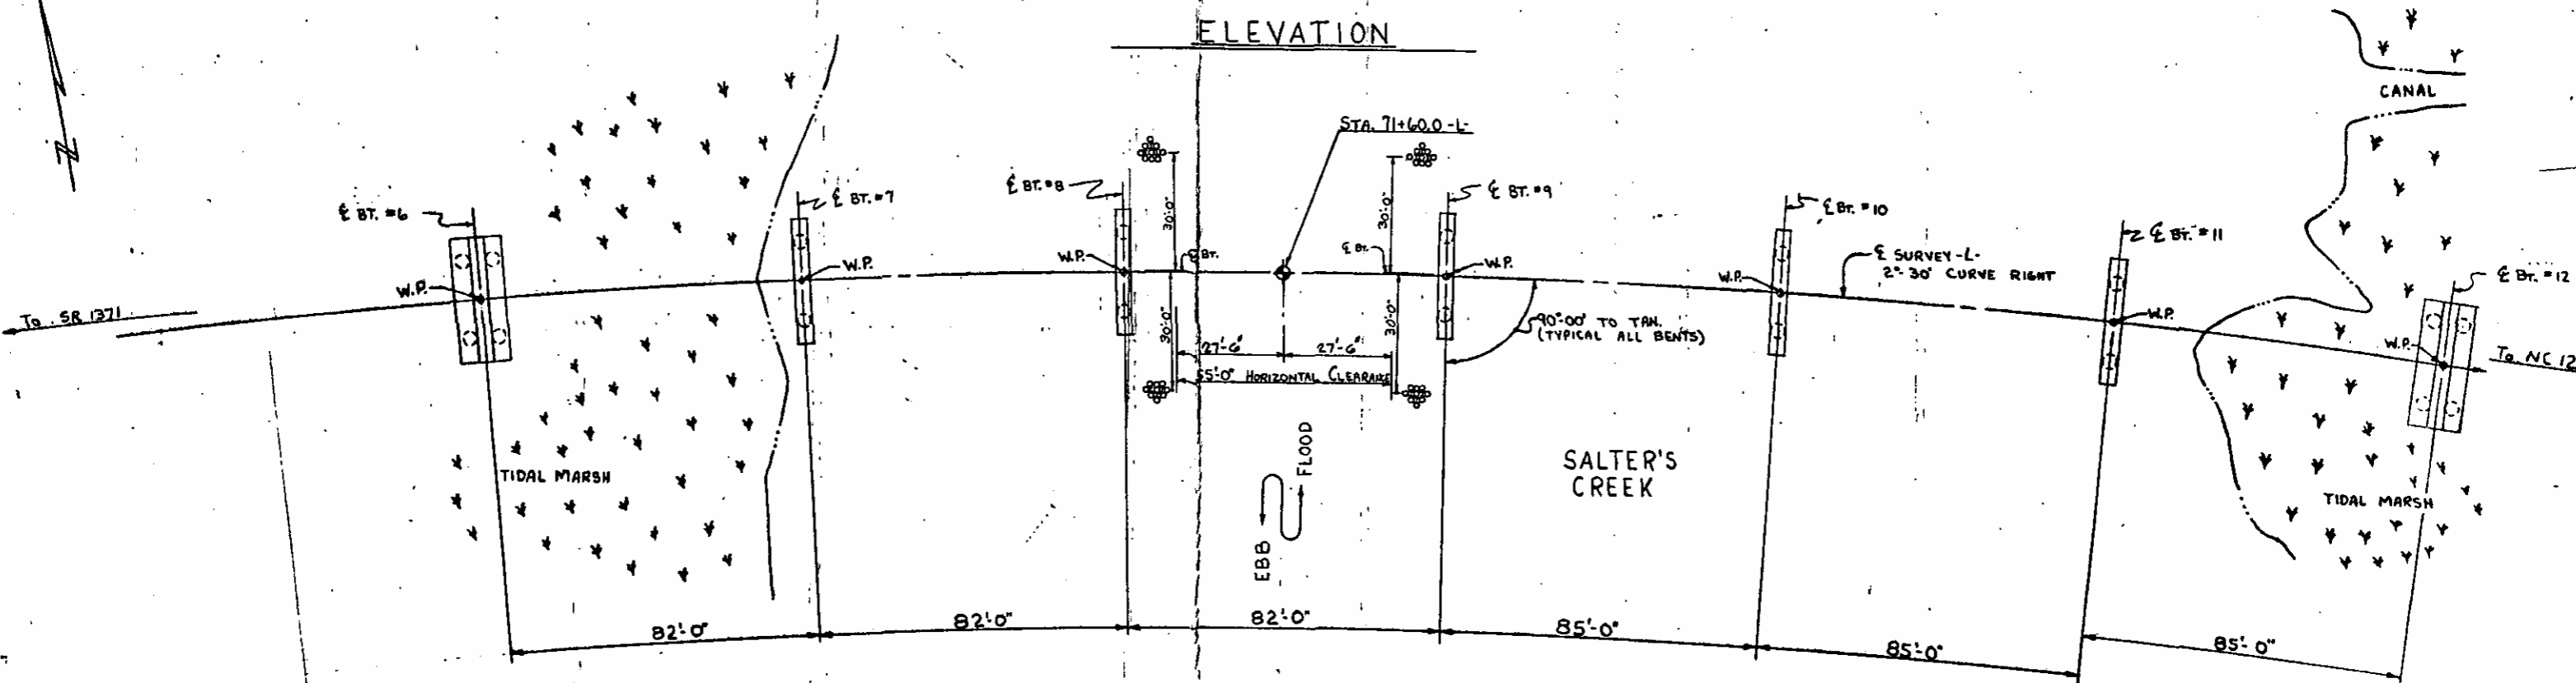 ELEVATION
CANAL
STA. 71+60.0 -L-
℄ BT. #6
℄ BT. #7
℄ BT. #8
℄ BT. #9
℄ BT. #10
℄ BT. #11
℄ BT. #12
30'-0"
30'-0"
℄ BT.
℄ BT.
W.P.
W.P.
W.P.
W.P.
W.P.
W.P.
W.P.
℄ SURVEY -L-
2°-30' CURVE RIGHT
To SR 1371
To NC 12
30'-0"
30'-0"
27'-6"
27'-6"
55'-0" HORIZONTAL CLEARANCE
90°-00' TO TAN.
(TYPICAL ALL BENTS)
TIDAL MARSH
EBB
FLOOD
SALTER'S
CREEK
TIDAL MARSH
82'-0"
82'-0"
82'-0"
85'-0"
85'-0"
85'-0"